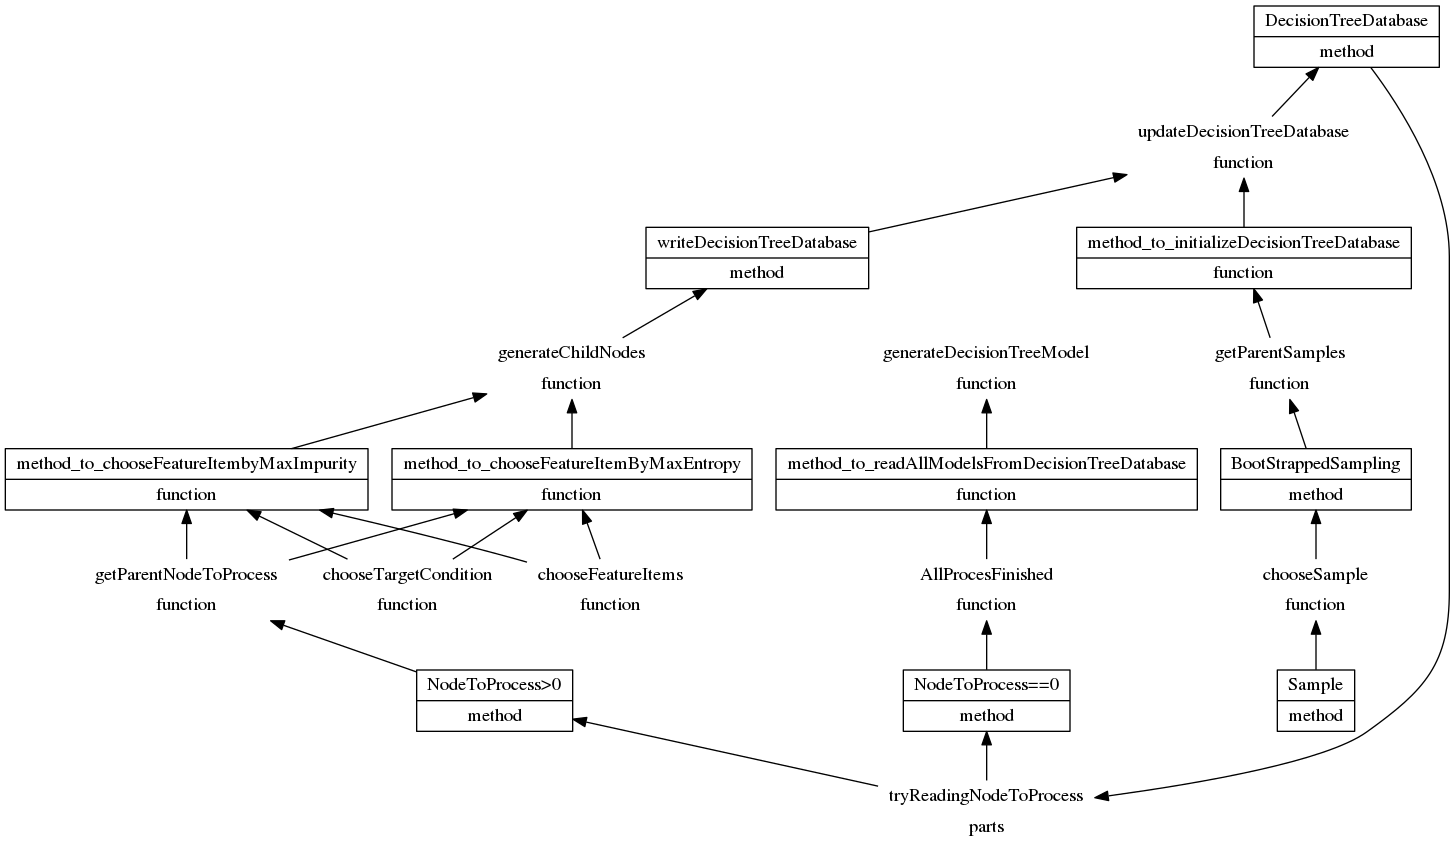 DecisionTreeDatabase
method
updateDecisionTreeDatabase
function
writeDecisionTreeDatabase
method
method_to_initializeDecisionTreeDatabase
function
generateChildNodes
function
generateDecisionTreeModel
function
getParentSamples
function
method_to_chooseFeatureItembyMaxImpurity
function
method_to_chooseFeatureItemByMaxEntropy
function
method_to_readAllModelsFromDecisionTreeDatabase
function
BootStrappedSampling
method
getParentNodeToProcess
function
chooseTargetCondition
function
chooseFeatureItems
function
AllProcesFinished
function
chooseSample
function
NodeToProcess>0
method
NodeToProcess==0
method
Sample
method
tryReadingNodeToProcess
parts